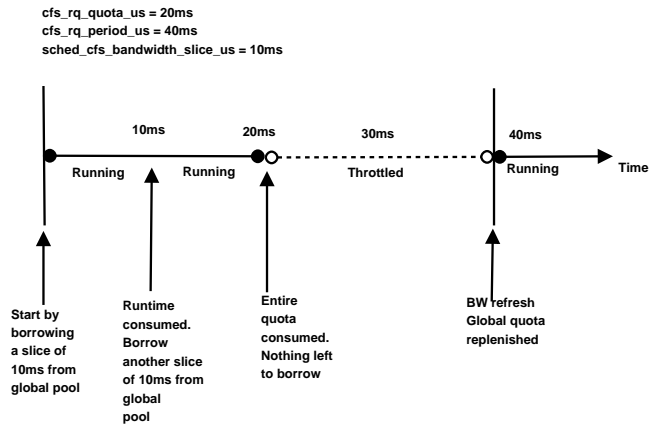 cfs_rq_quota_us = 20ms
cfs_rq_period_us = 40ms
sched_cfs_bandwidth_slice_us = 10ms
10ms
20ms
30ms
40ms
Running
Running
Throttled
Running
Time
Start by
borrowing
a slice of
10ms from
global pool
Runtime
consumed.
Borrow
another slice
of 10ms from
global
pool
Entire
quota
consumed.
Nothing left
to borrow
BW refresh
Global quota
replenished